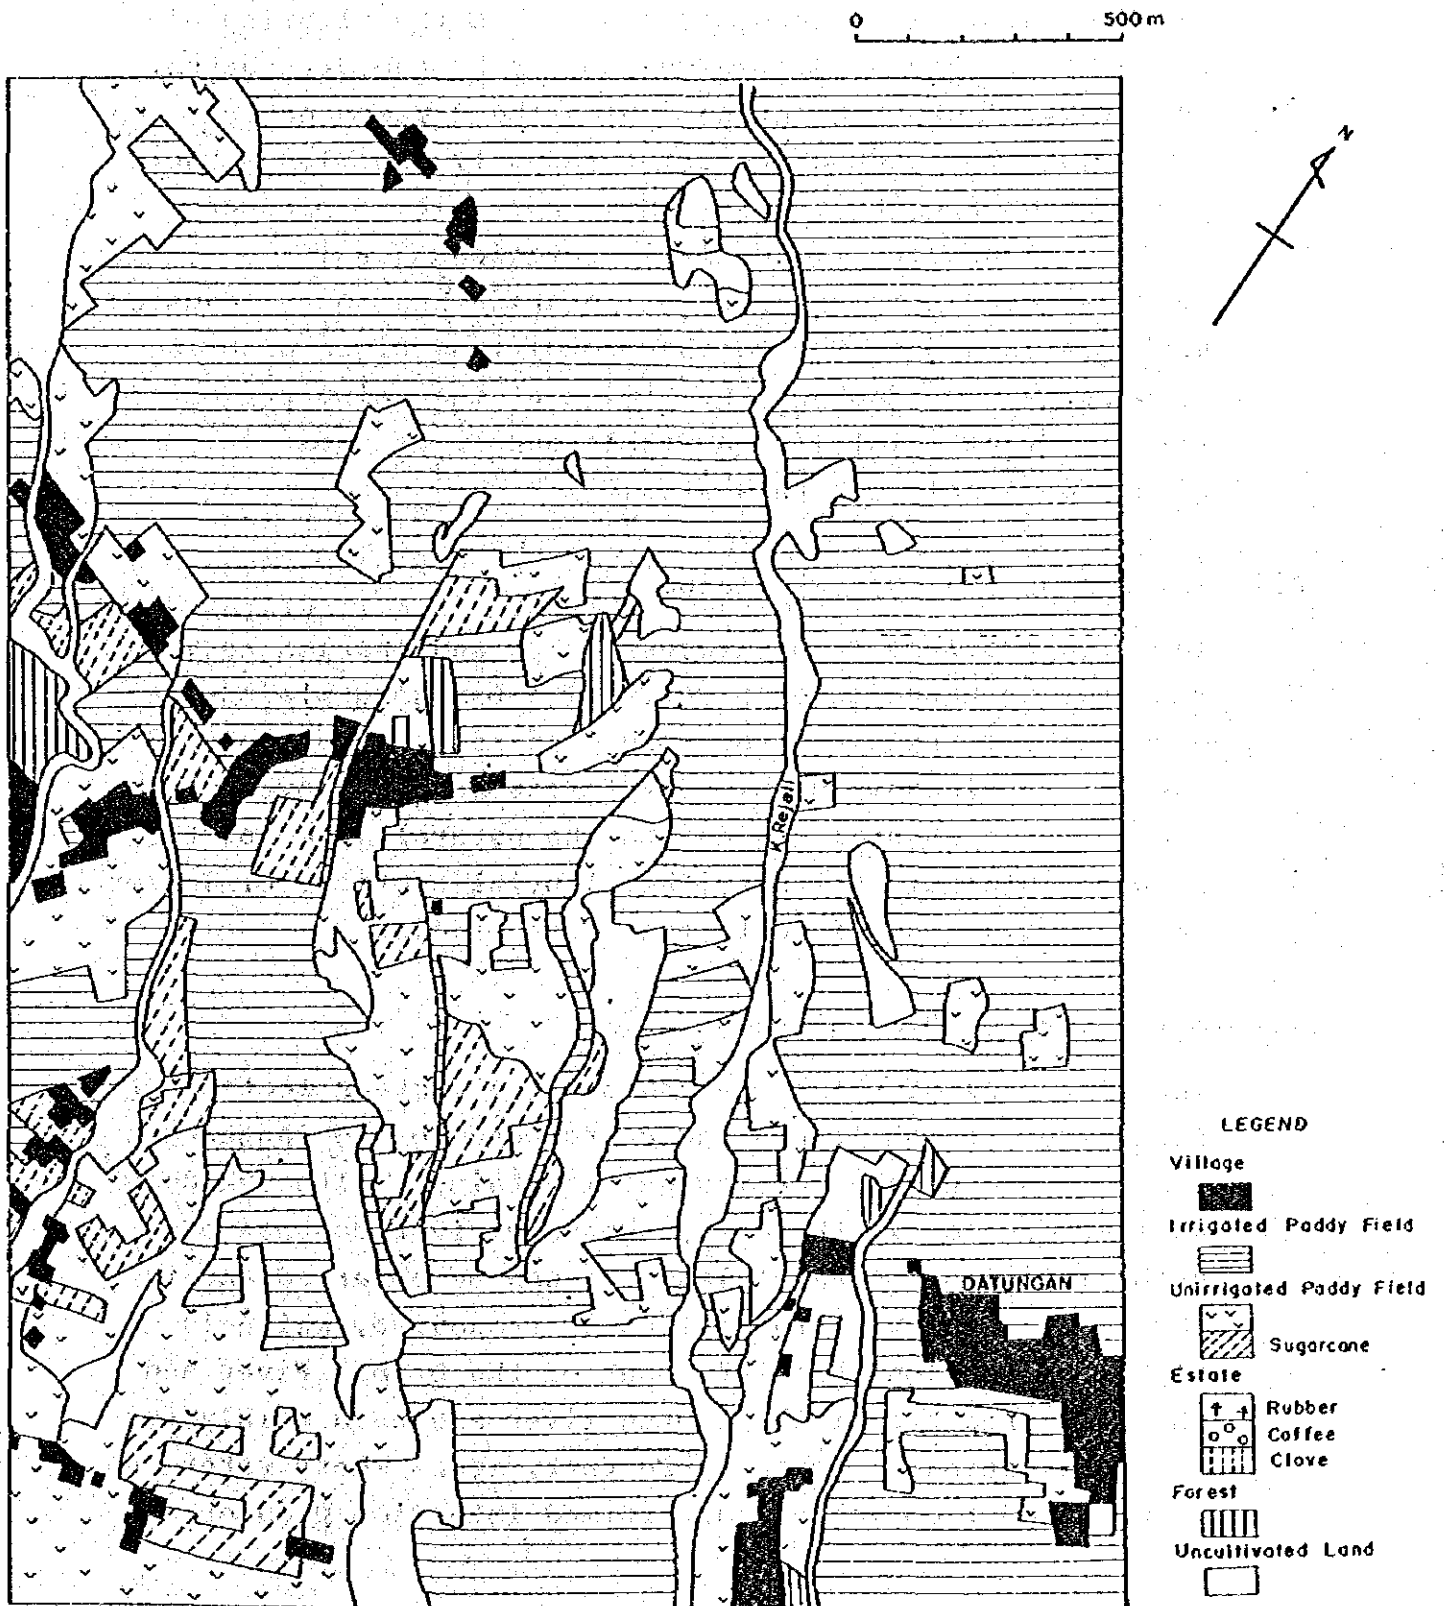 0 500 m
N
K. Rejali
DATUNGAN
LEGEND
Village
Irrigated Paddy Field
Unirrigated Paddy Field
Sugarcane
Estate
Rubber
Coffee
Clove
Forest
Uncultivated Land